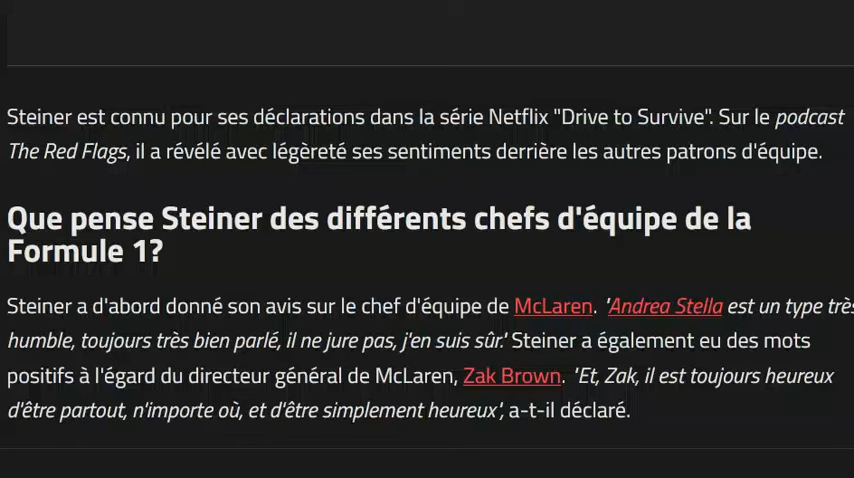 Steiner est connu pour ses déclarations dans la série Netflix "Drive to Survive". Sur le podcast
The Red Flags, il a révélé avec légèreté ses sentiments derrière les autres patrons d'équipe.
Que pense Steiner des différents chefs d'équipe de la
Formule 1?
Steiner a d'abord donné son avis sur le chef d'équipe de McLaren. 'Andrea Stella est un type très
humble, toujours très bien parlé, il ne jure pas, j'en suis sûr.' Steiner a également eu des mots
positifs à l'égard du directeur général de McLaren, Zak Brown. 'Et, Zak, il est toujours heureux
d'être partout, n'importe où, et d'être simplement heureux', a-t-il déclaré.